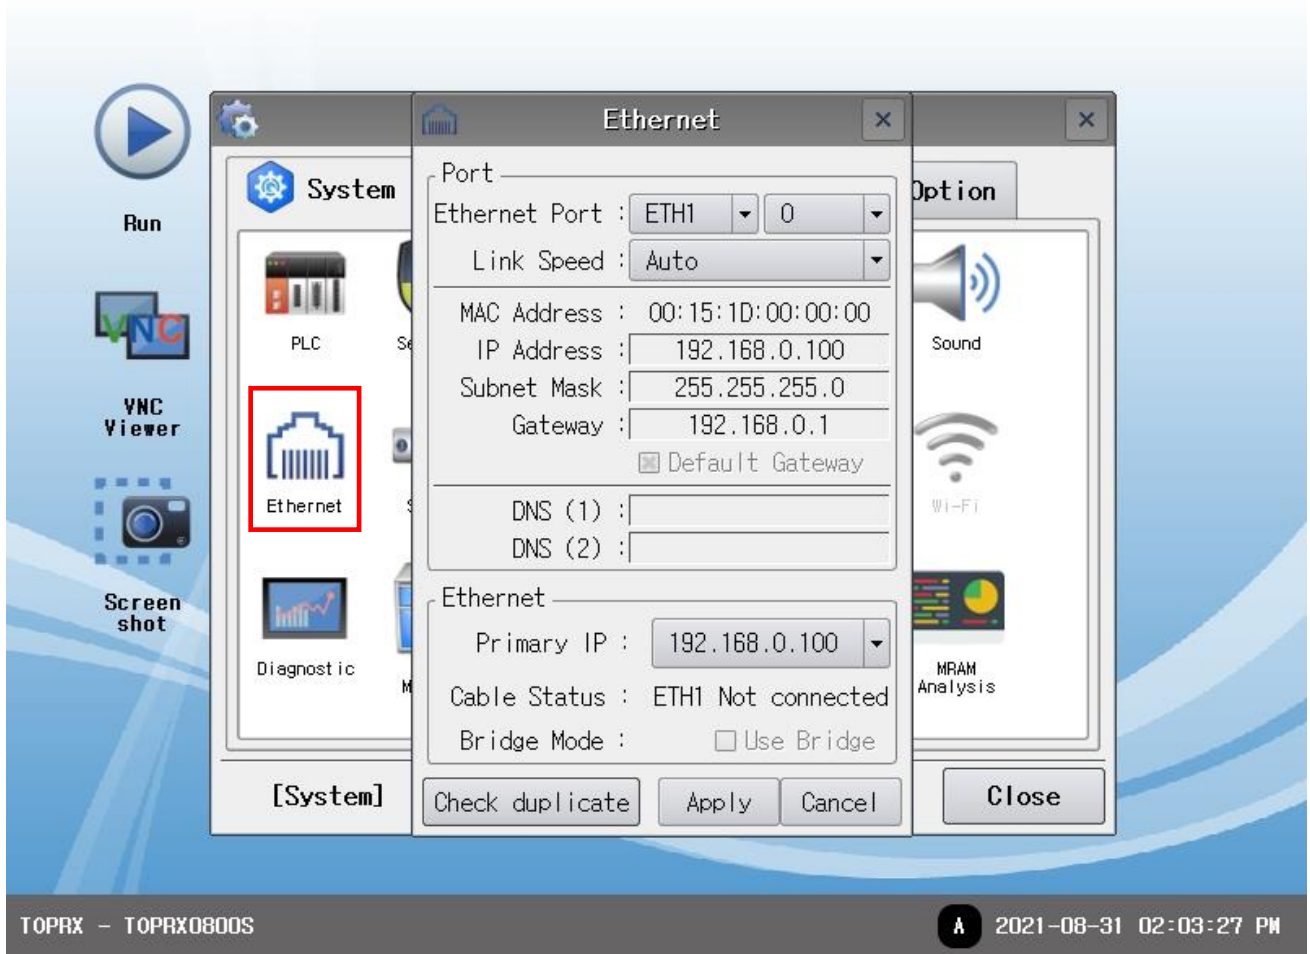 Run
VNC
VNC
Viewer
Screen
shot
Ethernet
System
Option
PLC
Ethernet
Diagnostic
Port
Ethernet Port : ETH1 0
Link Speed : Auto
MAC Address : 00:15:1D:00:00:00
IP Address : 192.168.0.100
Subnet Mask : 255.255.255.0
Gateway : 192.168.0.1
Default Gateway
DNS (1) :
DNS (2) :
Ethernet
Primary IP : 192.168.0.100
Cable Status : ETH1 Not connected
Bridge Mode : Use Bridge
Check duplicate Apply Cancel
Sound
Wi-Fi
MRAM
Analysis
[System]
Close
TOPRX - TOPRX0800S
A 2021-08-31 02:03:27 PM